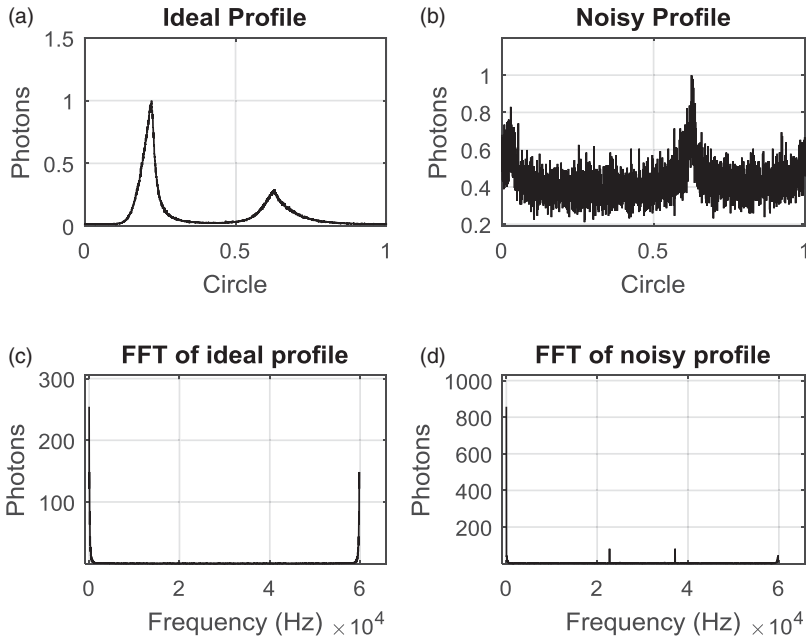 (a) Ideal Profile
1.5
1
0.5
0
Photons
0 0.5 1
Circle
(b) Noisy Profile
1
0.8
0.6
0.4
0.2
Photons
0 0.5 1
Circle
(c) FFT of ideal profile
300
200
100
Photons
0 2 4 6
Frequency (Hz) ×10^4
(d) FFT of noisy profile
1000
800
600
400
200
Photons
0 2 4 6
Frequency (Hz) ×10^4